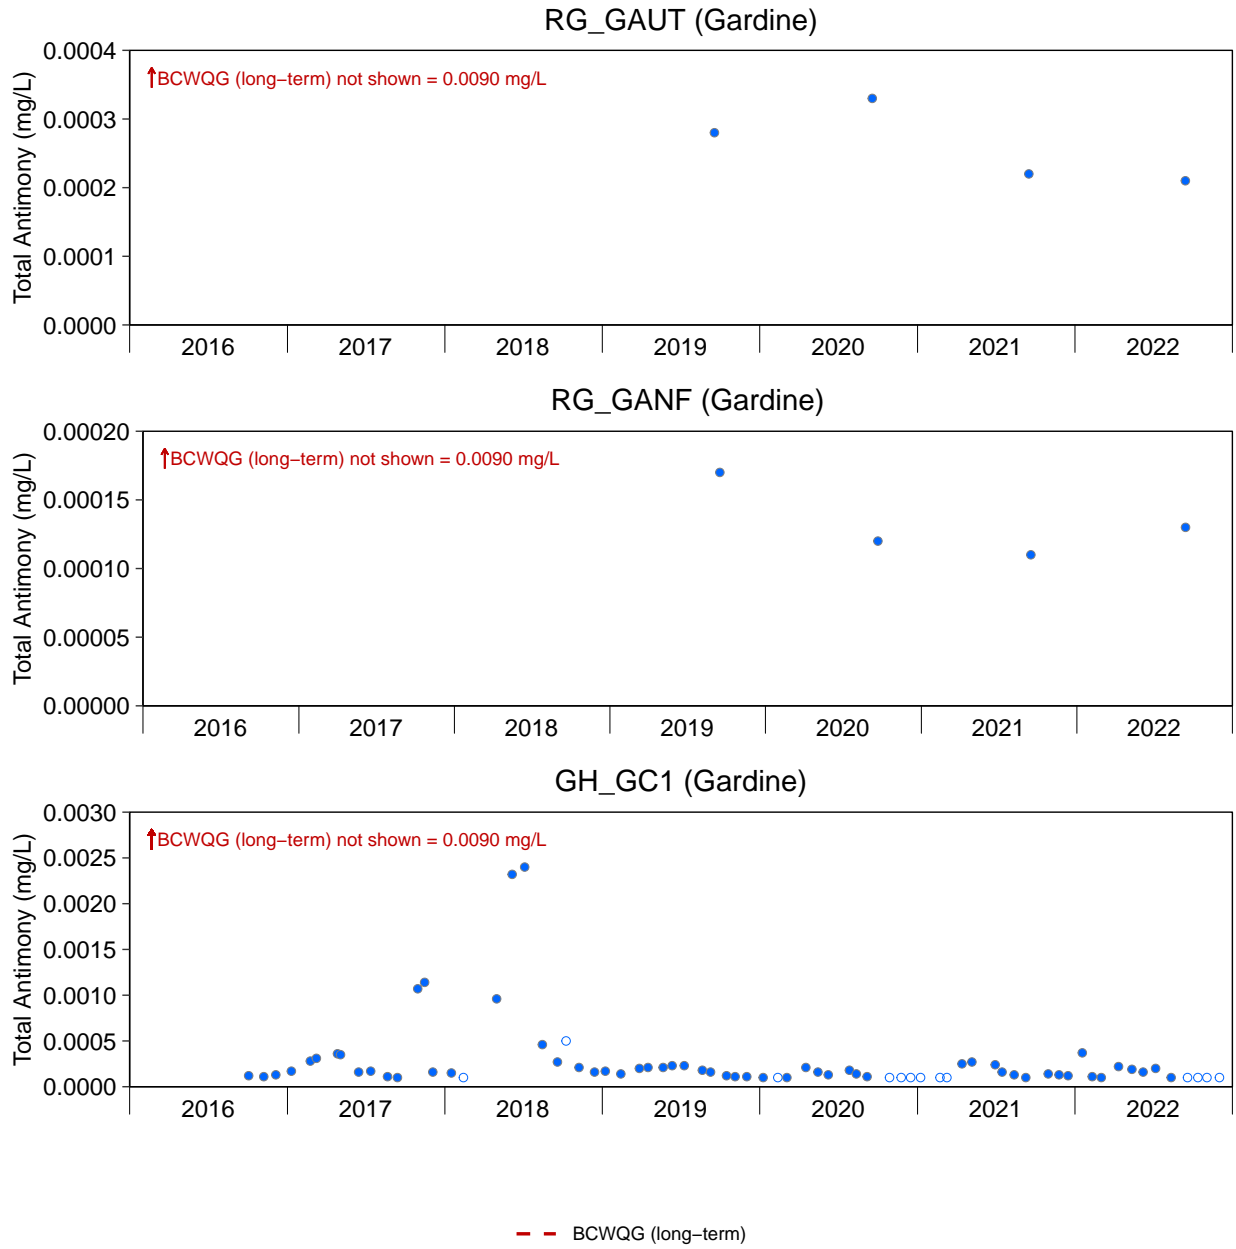 RG_GAUT (Gardine)
Total Antimony (mg/L)
0.0004
0.0003
0.0002
0.0001
0.0000
↑BCWQG (long−term) not shown = 0.0090 mg/L
2016 2017 2018 2019 2020 2021 2022
RG_GANF (Gardine)
Total Antimony (mg/L)
0.00020
0.00015
0.00010
0.00005
0.00000
↑BCWQG (long−term) not shown = 0.0090 mg/L
2016 2017 2018 2019 2020 2021 2022
GH_GC1 (Gardine)
Total Antimony (mg/L)
0.0030
0.0025
0.0020
0.0015
0.0010
0.0005
0.0000
↑BCWQG (long−term) not shown = 0.0090 mg/L
2016 2017 2018 2019 2020 2021 2022
BCWQG (long−term)